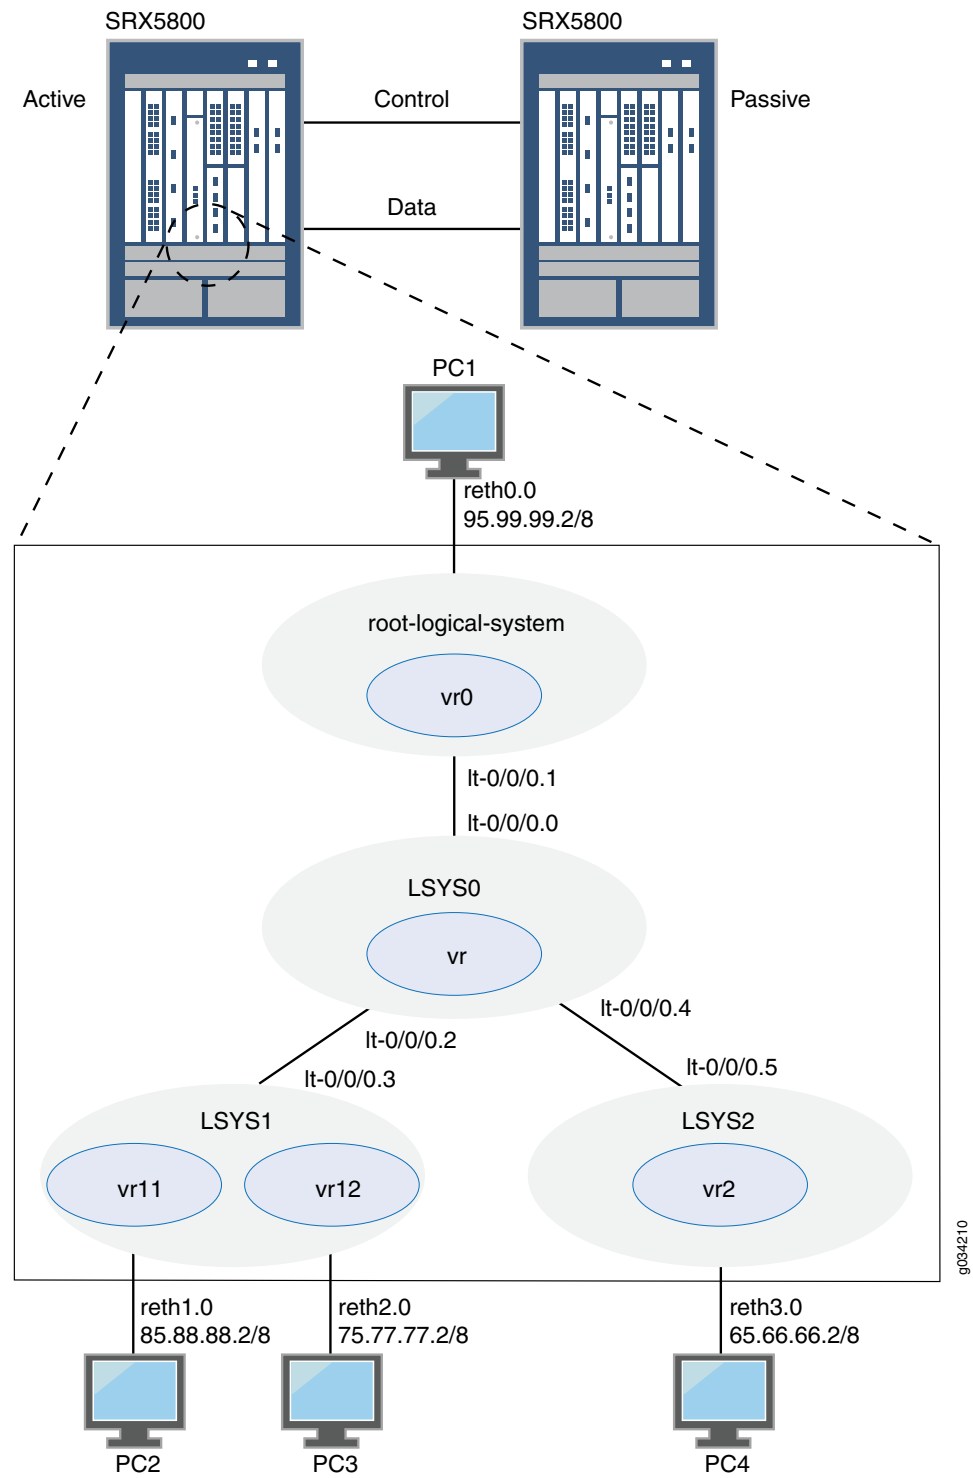 SRX5800
SRX5800
Active
Control
Passive
Data
PC1
reth0.0
95.99.99.2/8
root-logical-system
vr0
lt-0/0/0.1
lt-0/0/0.0
LSYS0
vr
lt-0/0/0.4
lt-0/0/0.2
lt-0/0/0.5
lt-0/0/0.3
LSYS1
LSYS2
vr11
vr12
vr2
g034210
reth1.0
85.88.88.2/8
reth2.0
75.77.77.2/8
reth3.0
65.66.66.2/8
PC2
PC3
PC4